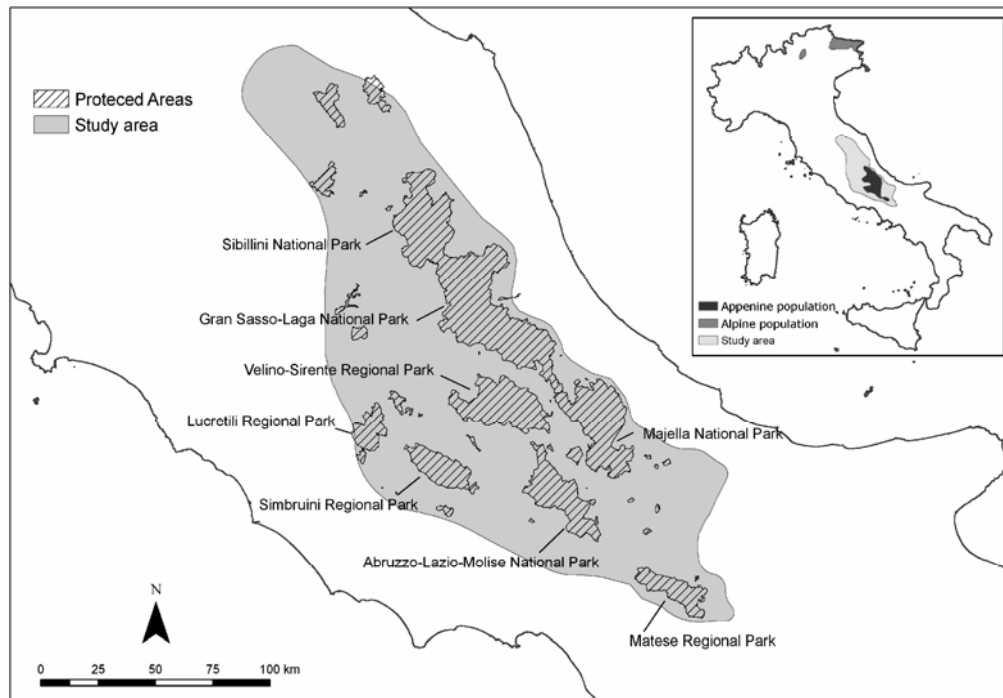 Proteced Areas
Study area
Sibillini National Park
Gran Sasso-Laga National Park
Velino-Sirente Regional Park
Lucretili Regional Park
Majella National Park
Simbruini Regional Park
Abruzzo-Lazio-Molise National Park
Matese Regional Park
N
0 25 50 75 100 km
Appenine population
Alpine population
Study area